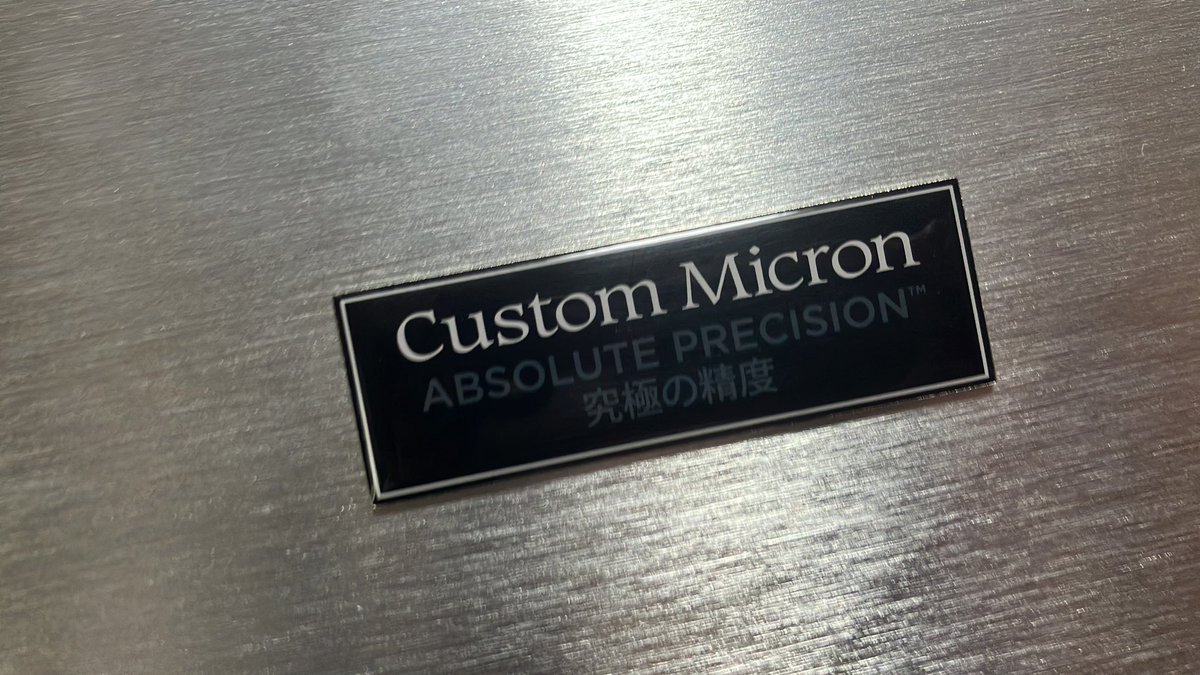 Custom Micron
ABSOLUTE PRECISION™
究極の精度